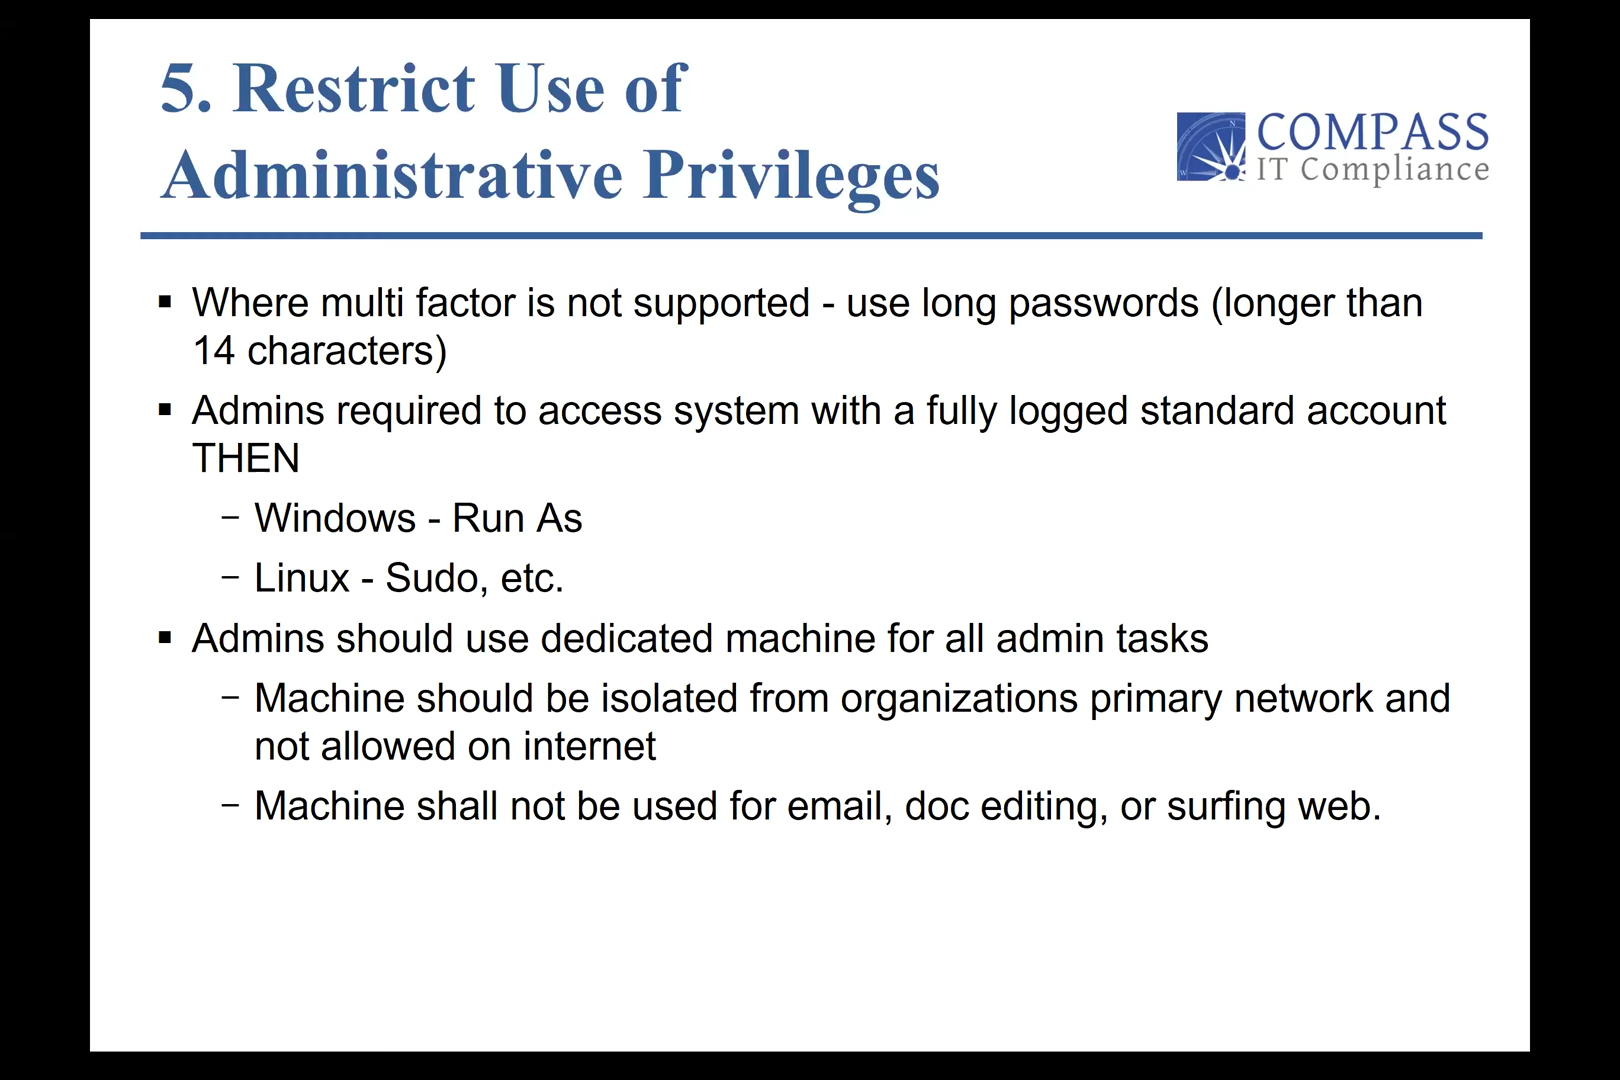 5. Restrict Use of
Administrative Privileges
COMPASS
IT Compliance
N
W
▪ Where multi factor is not supported - use long passwords (longer than
14 characters)
▪ Admins required to access system with a fully logged standard account
THEN
– Windows - Run As
– Linux - Sudo, etc.
▪ Admins should use dedicated machine for all admin tasks
– Machine should be isolated from organizations primary network and
not allowed on internet
– Machine shall not be used for email, doc editing, or surfing web.